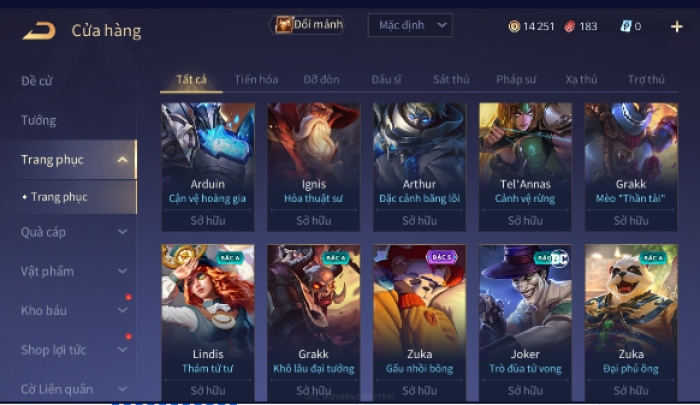 Cửa hàng
Đổi mảnh
Mặc định
14 251
183
0
Đề cử
Tướng
Trang phục
Trang phục
Quà cáp
Vật phẩm
Kho báu
Shop lợi tức
Cờ Liên quân
Tất cả Tiến hóa Đỡ đòn Đấu sĩ Sát thủ Pháp sư Xạ thủ Trợ thủ
Arduin
Cận vệ hoàng gia
Sở hữu
Ignis
Hỏa thuật sư
Sở hữu
Arthur
Đặc cảnh băng lôi
Sở hữu
Tel'Annas
Cảnh vệ rừng
Sở hữu
Grakk
Mèo "Thần tài"
Sở hữu
BẬC A
Lindis
Thám tử tư
Sở hữu
BẬC A
Grakk
Khô lâu đại tướng
Sở hữu
BẬC S
Zuka
Gấu nhồi bông
Sở hữu
DC
Joker
Trò đùa tử vong
Sở hữu
BẬC A
Zuka
Đại phú ông
Sở hữu